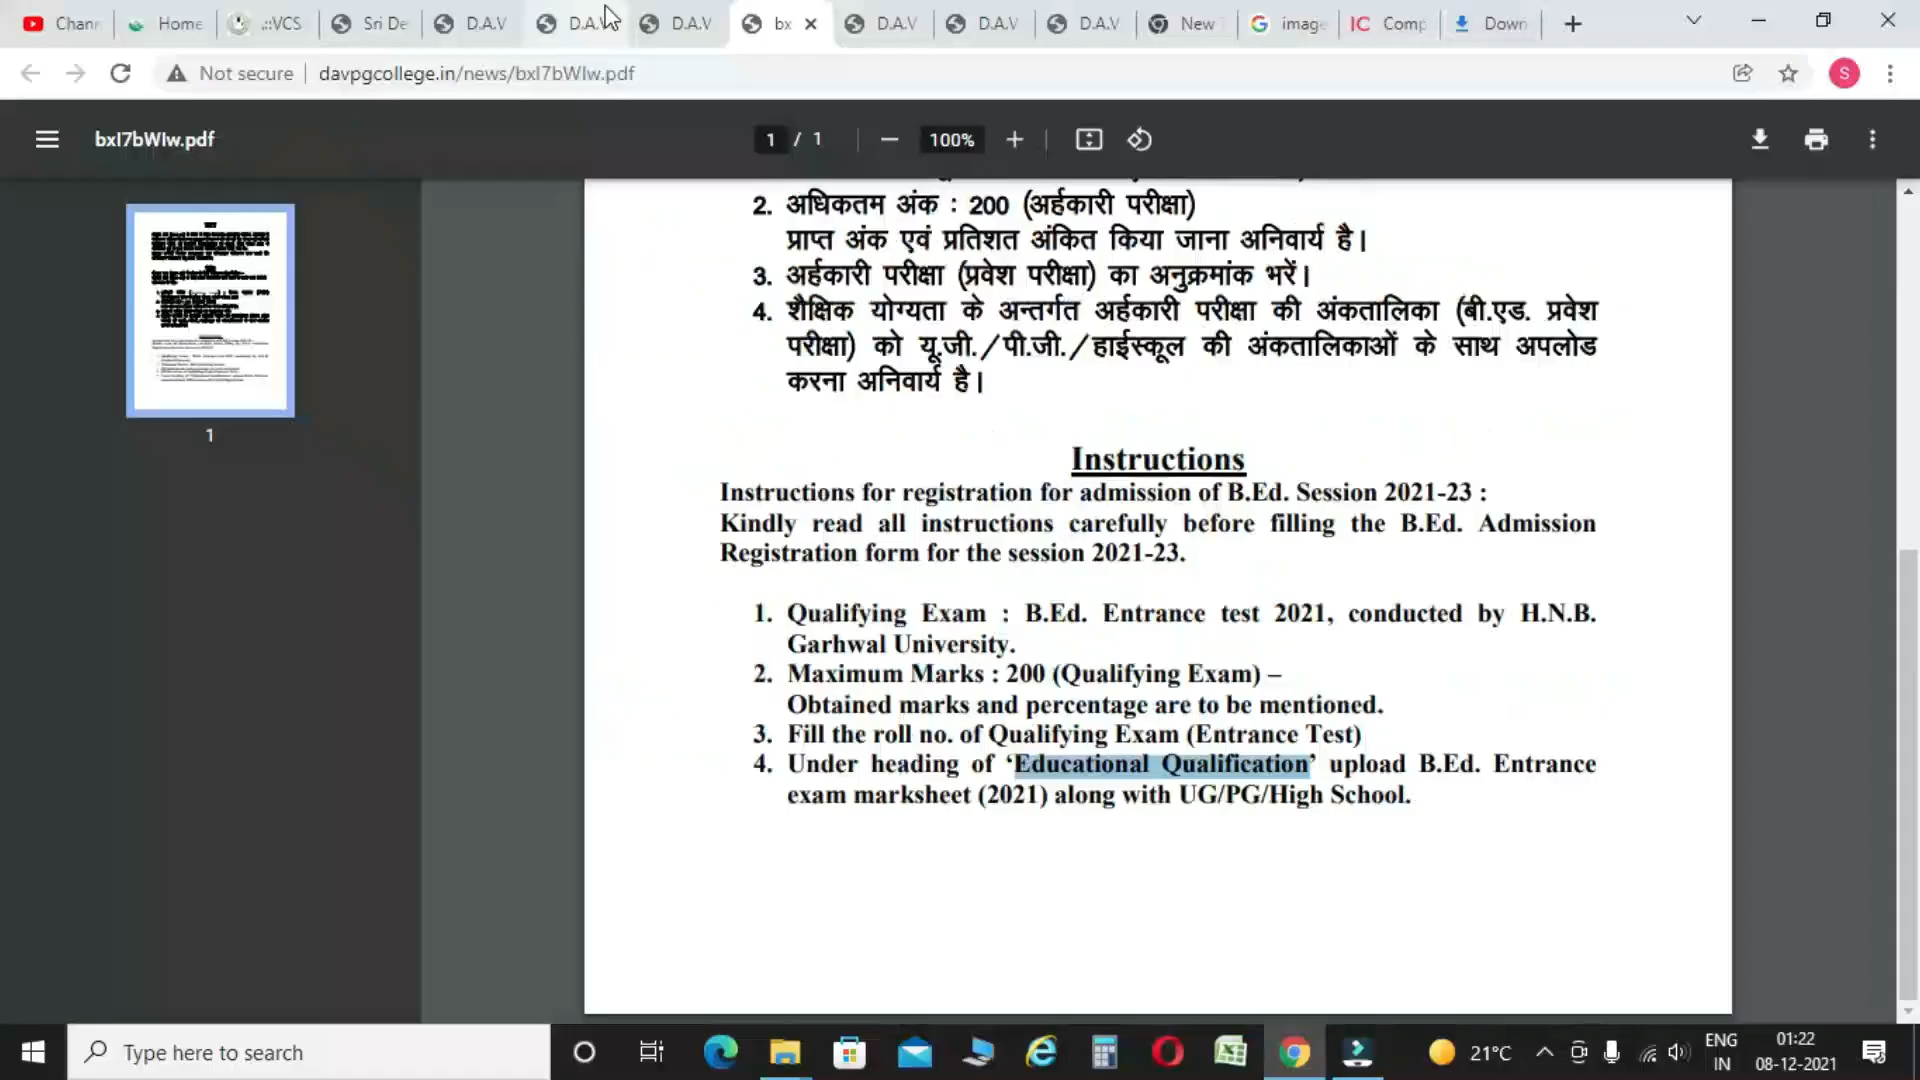 Chann
Home
.::VCS
Sri De
D.A.V
D.A.V
D.A.V
bx
D.A.V
D.A.V
D.A.V
New T
image
IC Comp
Down
Not secure davpgcollege.in/news/bxI7bWIw.pdf
S
bxI7bWIw.pdf
1 / 1
100%
2. अधिकतम अंक : 200 (अर्हकारी परीक्षा)
प्राप्त अंक एवं प्रतिशत अंकित किया जाना अनिवार्य है।
3. अर्हकारी परीक्षा (प्रवेश परीक्षा) का अनुक्रमांक भरें।
4. शैक्षिक योग्यता के अन्तर्गत अर्हकारी परीक्षा की अंकतालिका (बी.एड. प्रवेश
परीक्षा) को यू.जी./पी.जी./हाईस्कूल की अंकतालिकाओं के साथ अपलोड
करना अनिवार्य है।
1
Instructions
Instructions for registration for admission of B.Ed. Session 2021-23 :
Kindly read all instructions carefully before filling the B.Ed. Admission
Registration form for the session 2021-23.
1. Qualifying Exam : B.Ed. Entrance test 2021, conducted by H.N.B.
Garhwal University.
2. Maximum Marks : 200 (Qualifying Exam) –
Obtained marks and percentage are to be mentioned.
3. Fill the roll no. of Qualifying Exam (Entrance Test)
4. Under heading of ‘Educational Qualification’ upload B.Ed. Entrance
exam marksheet (2021) along with UG/PG/High School.
Type here to search
21°C
ENG
IN
01:22
08-12-2021